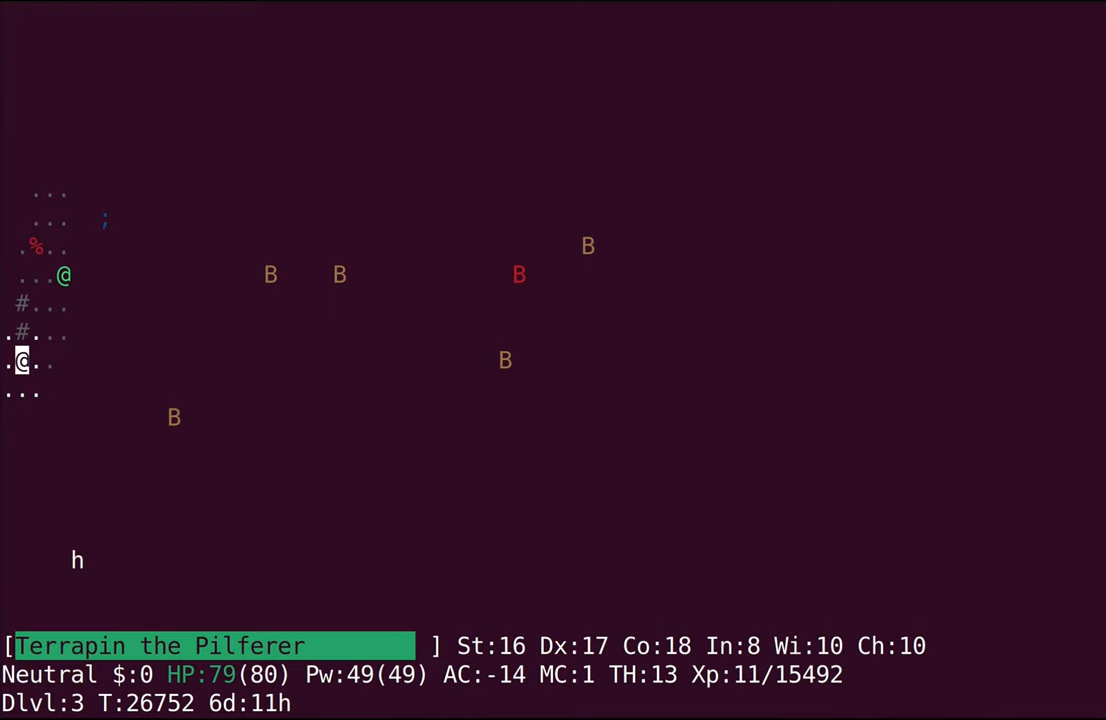 ...
... ; 
.%.. B
...@ B B B
#...
.#...
.@.. B
...
B
h
[Terrapin the Pilferer ] St:16 Dx:17 Co:18 In:8 Wi:10 Ch:10
Neutral $:0 HP:79(80) Pw:49(49) AC:-14 MC:1 TH:13 Xp:11/15492
Dlvl:3 T:26752 6d:11h